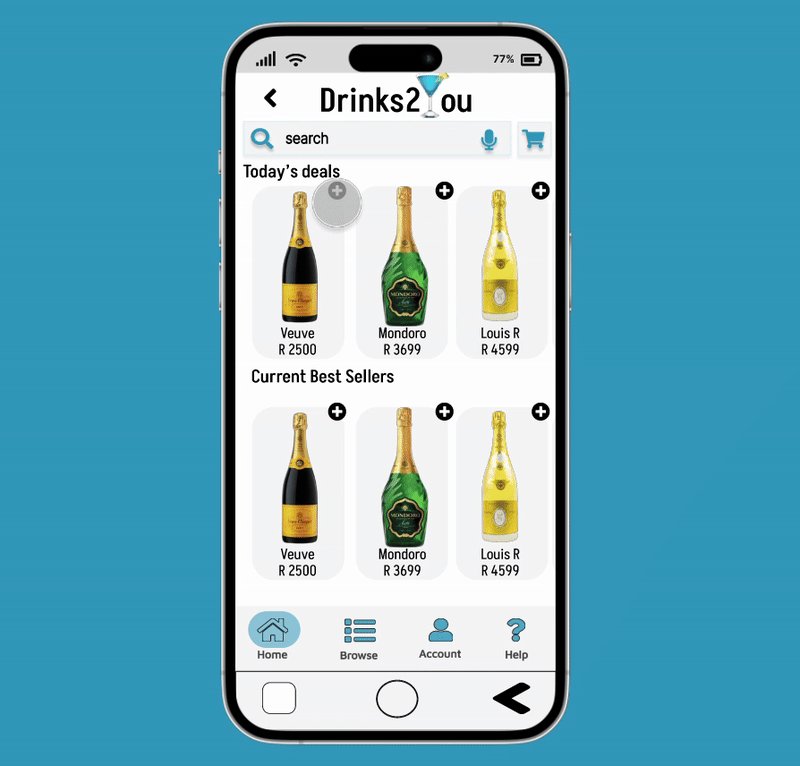 77%
Drinks2You
search
Today's deals
Veuve
R 2500
Mondoro
R 3699
Louis R
R 4599
Current Best Sellers
Veuve
R 2500
Mondoro
R 3699
Louis R
R 4599
Home
Browse
Account
Help